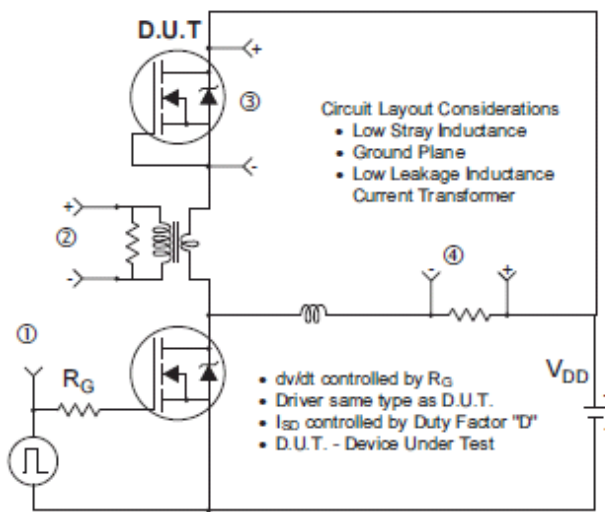 D.U.T
+
③
-
Circuit Layout Considerations
• Low Stray Inductance
• Ground Plane
• Low Leakage Inductance
Current Transformer
+
②
-
④
- +
①
RG
VDD
• dv/dt controlled by RG
• Driver same type as D.U.T.
• ISD controlled by Duty Factor "D"
• D.U.T. - Device Under Test